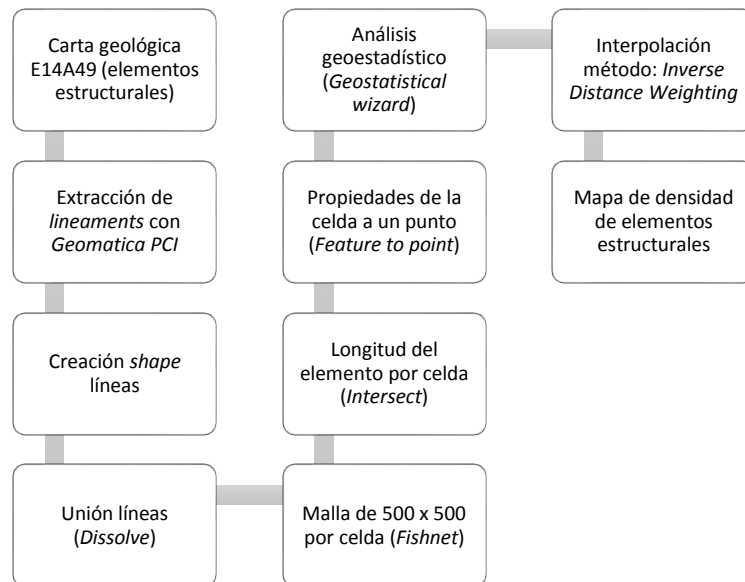 Carta geológica
E14A49 (elementos
estructurales)
Extracción de
lineaments con
Geomatica PCI
Creación shape
líneas
Unión líneas
(Dissolve)
Malla de 500 x 500
por celda (Fishnet)
Longitud del
elemento por celda
(Intersect)
Propiedades de la
celda a un punto
(Feature to point)
Análisis
geoestadístico
(Geostatistical
wizard)
Interpolación
método: Inverse
Distance Weighting
Mapa de densidad
de elementos
estructurales